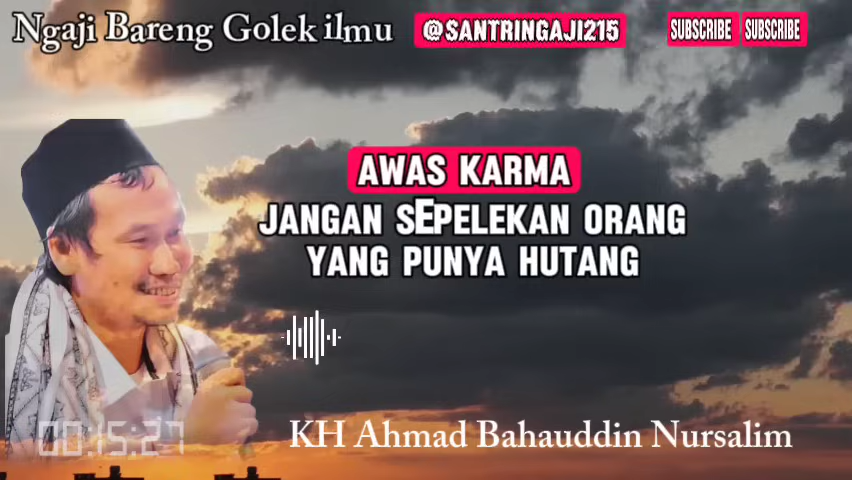 Ngaji Bareng Golek ilmu @SANTRINGAJI215 SUBSCRIBE SUBSCRIBE
AWAS KARMA
JANGAN SEPELEKAN ORANG
YANG PUNYA HUTANG
KH Ahmad Bahauddin Nursalim
00:15:27